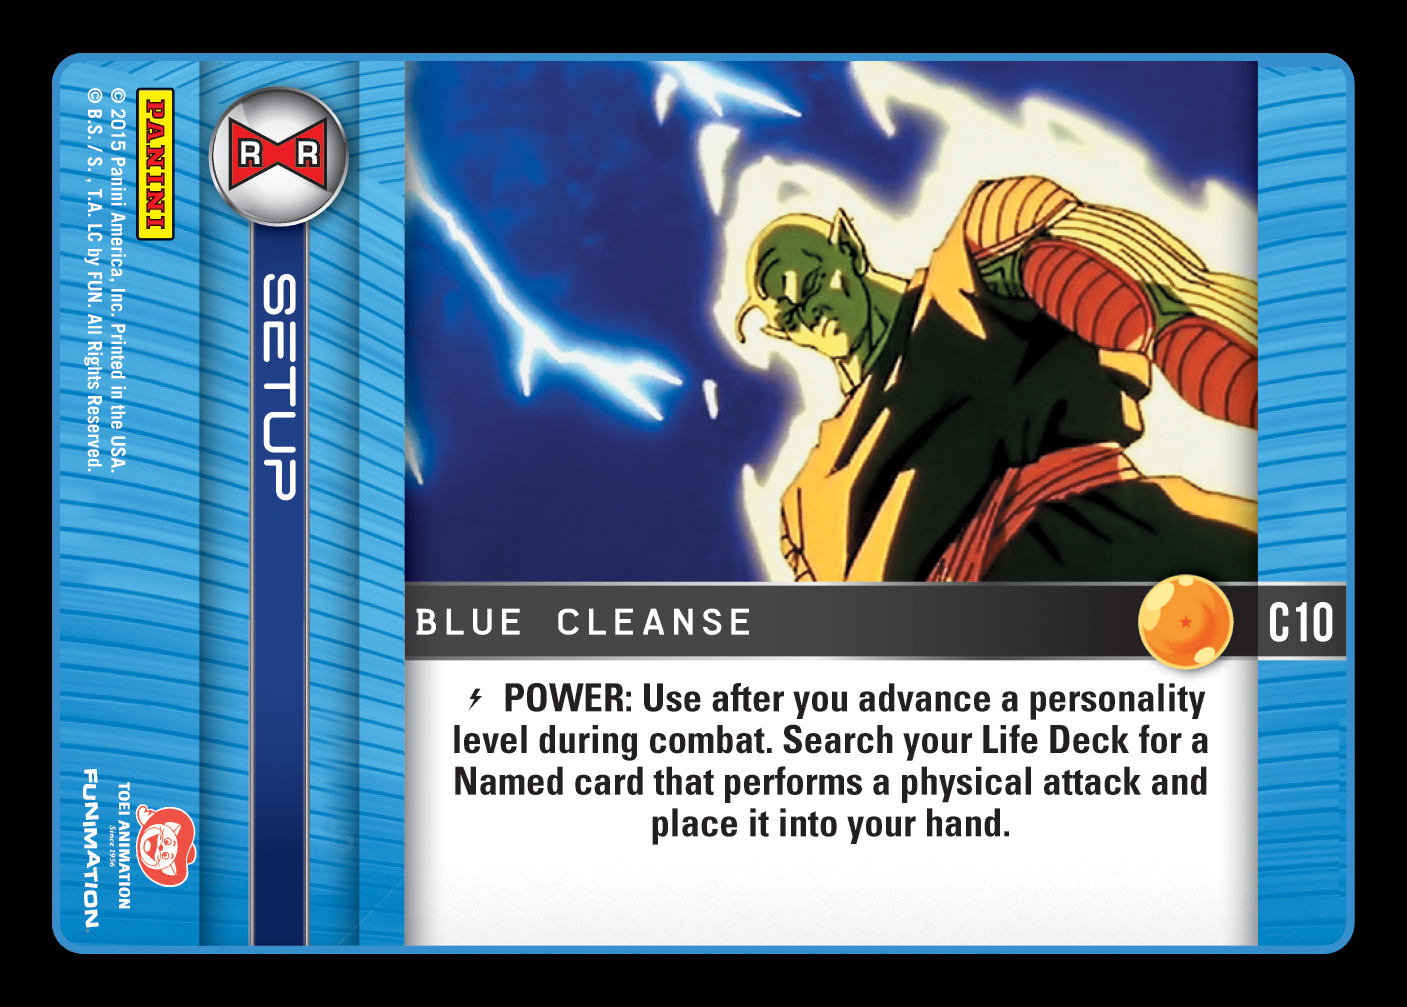 PANINI
© 2015 Panini America, Inc. Printed in the USA.
© B.S. / S. , T.A. LC by FUN. All Rights Reserved.
R R
SETUP
TOEI ANIMATION
Since 1956
FUNIMATION
BLUE CLEANSE
C10
POWER: Use after you advance a personality
level during combat. Search your Life Deck for a
Named card that performs a physical attack and
place it into your hand.